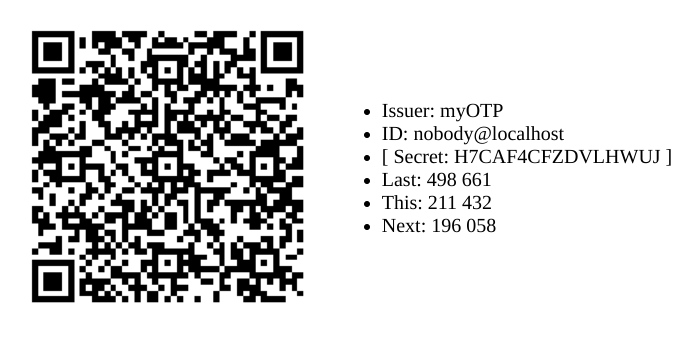 Issuer: myOTP
ID: nobody@localhost
[ Secret: H7CAF4CFZDVLHWUJ ]
Last: 498 661
This: 211 432
Next: 196 058